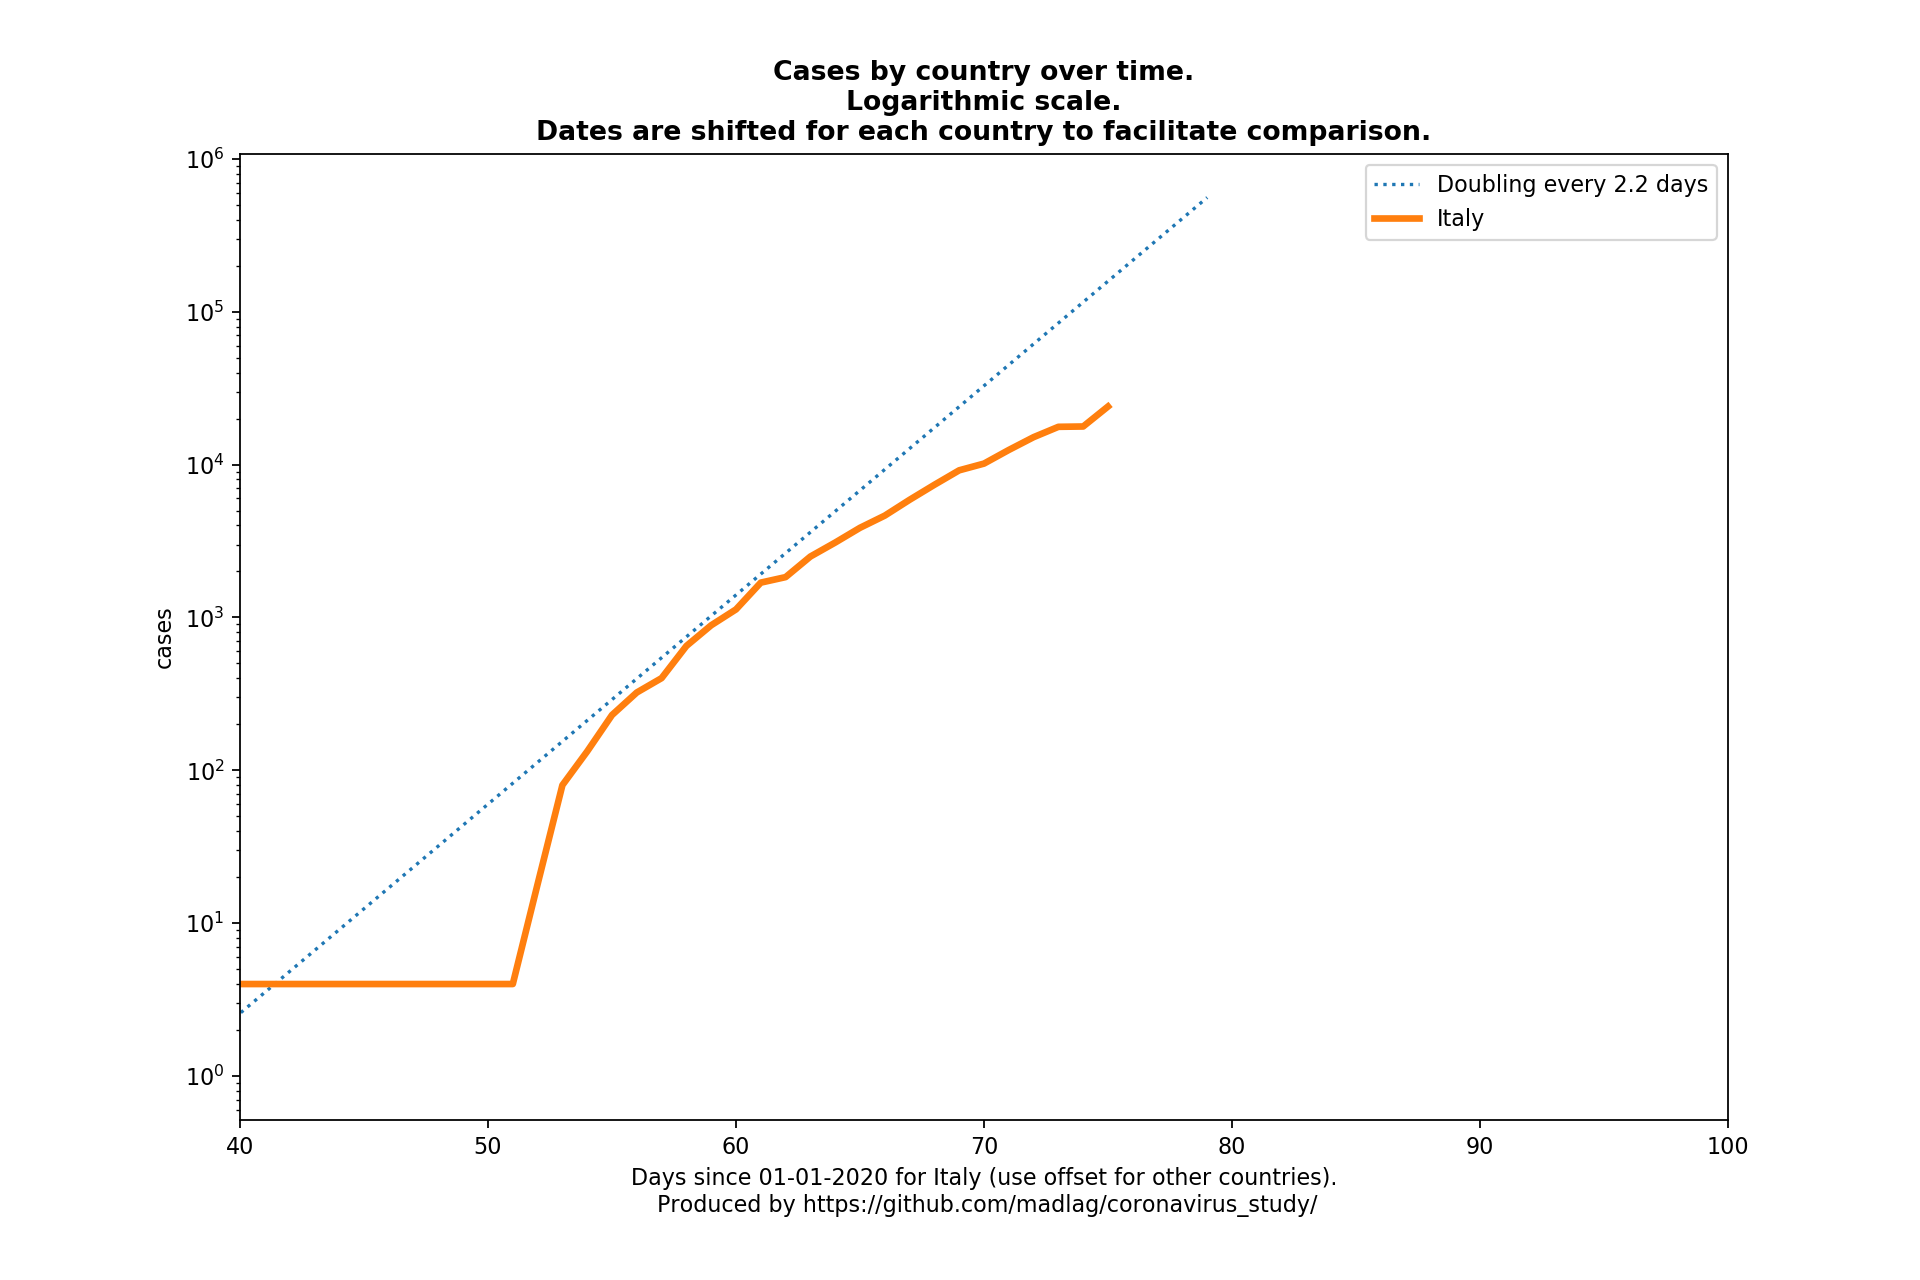 Cases by country over time.
Logarithmic scale.
Dates are shifted for each country to facilitate comparison.
10⁶
10⁵
10⁴
10³
10²
10¹
10⁰
cases
Doubling every 2.2 days
Italy
40 50 60 70 80 90 100
Days since 01-01-2020 for Italy (use offset for other countries).
Produced by https://github.com/madlag/coronavirus_study/